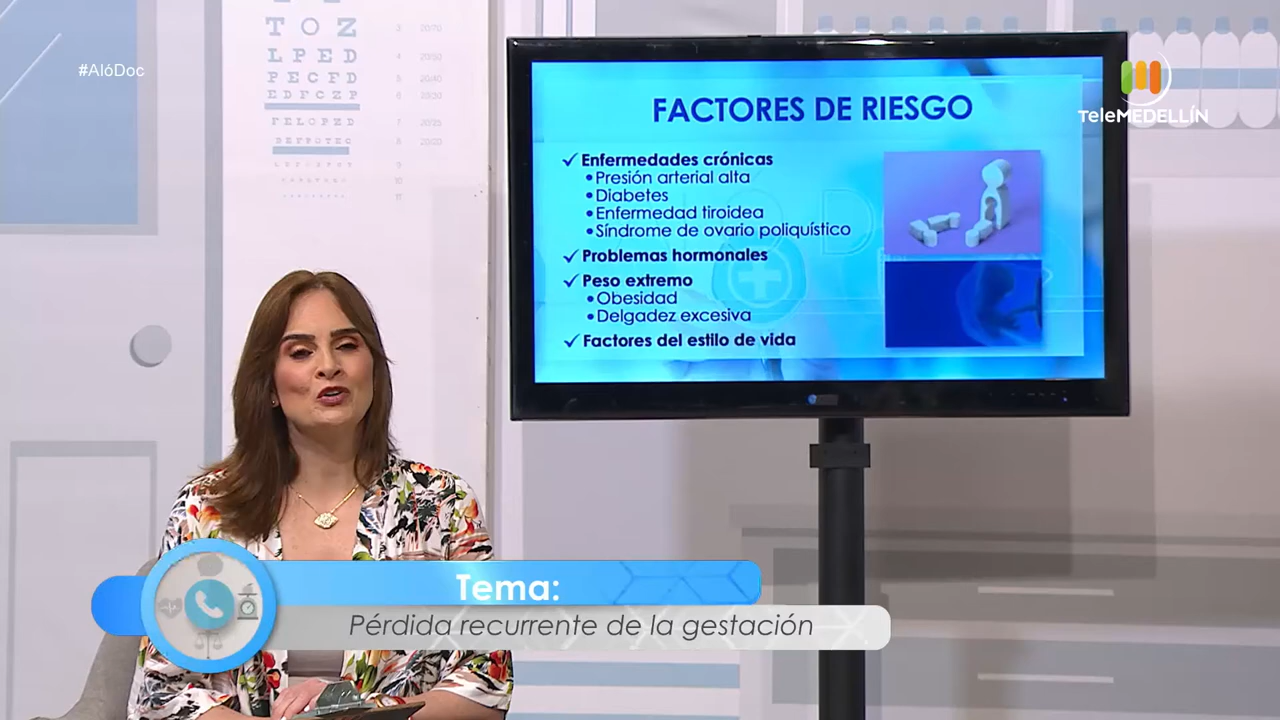 #AlóDoc
T O Z
L P E D
P E C F D
E D F C Z P
F E L O P Z D
D E F P O T E C
TeleMEDELLÍN
FACTORES DE RIESGO
✓ Enfermedades crónicas
• Presión arterial alta
• Diabetes
• Enfermedad tiroidea
• Síndrome de ovario poliquístico
✓ Problemas hormonales
✓ Peso extremo
• Obesidad
• Delgadez excesiva
✓ Factores del estilo de vida
Tema:
Pérdida recurrente de la gestación